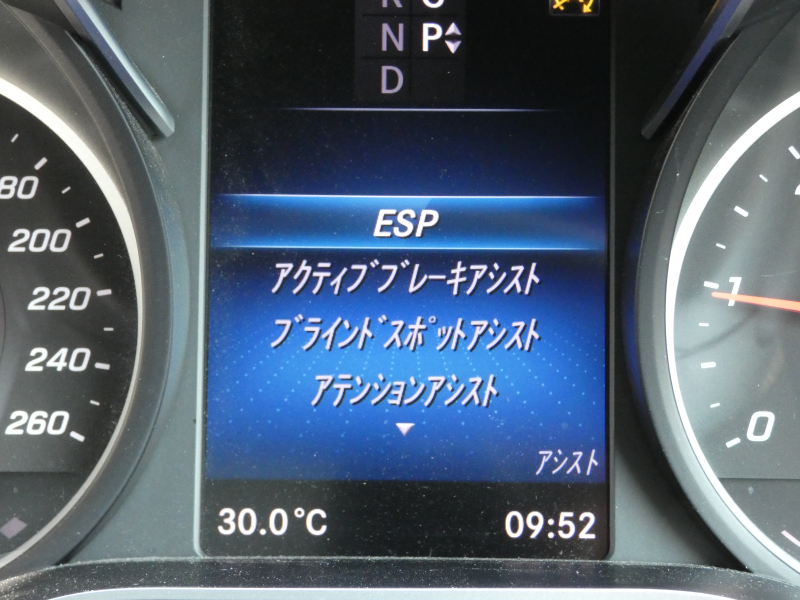 R C
N P
D
ESP
アクティブブレーキアシスト
ブラインドスポットアシスト
アテンションアシスト
アシスト
30.0°C
09:52
80
200
220
240
260
1
0